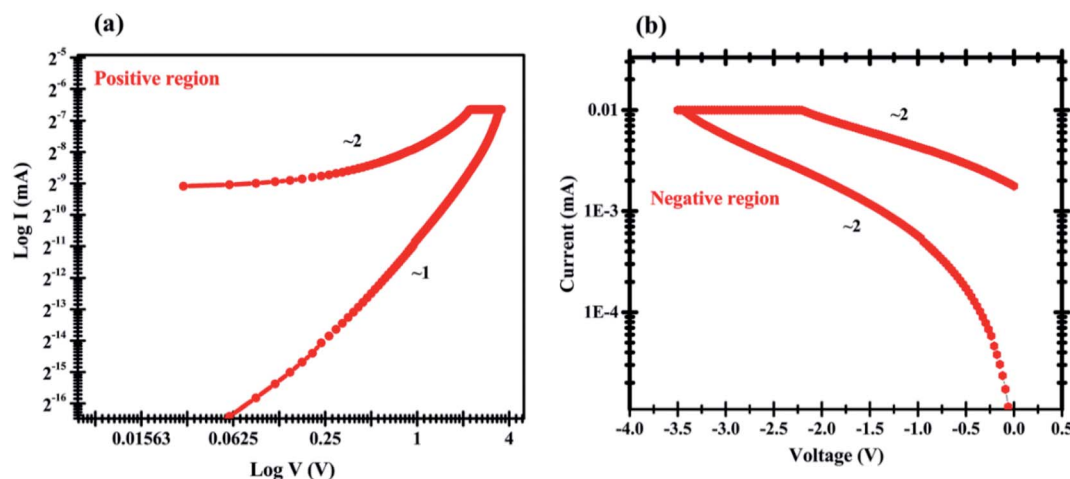 (a)
Positive region
2-5
2-6
2-7
2-8
2-9
2-10
2-11
2-12
2-13
2-14
2-15
2-16
Log I (mA)
~2
~1
0.01563 0.0625 0.25 1 4
Log V (V)
(b)
0.01
1E-3
1E-4
Current (mA)
~2
Negative region
~2
-4.0 -3.5 -3.0 -2.5 -2.0 -1.5 -1.0 -0.5 0.0 0.5
Voltage (V)